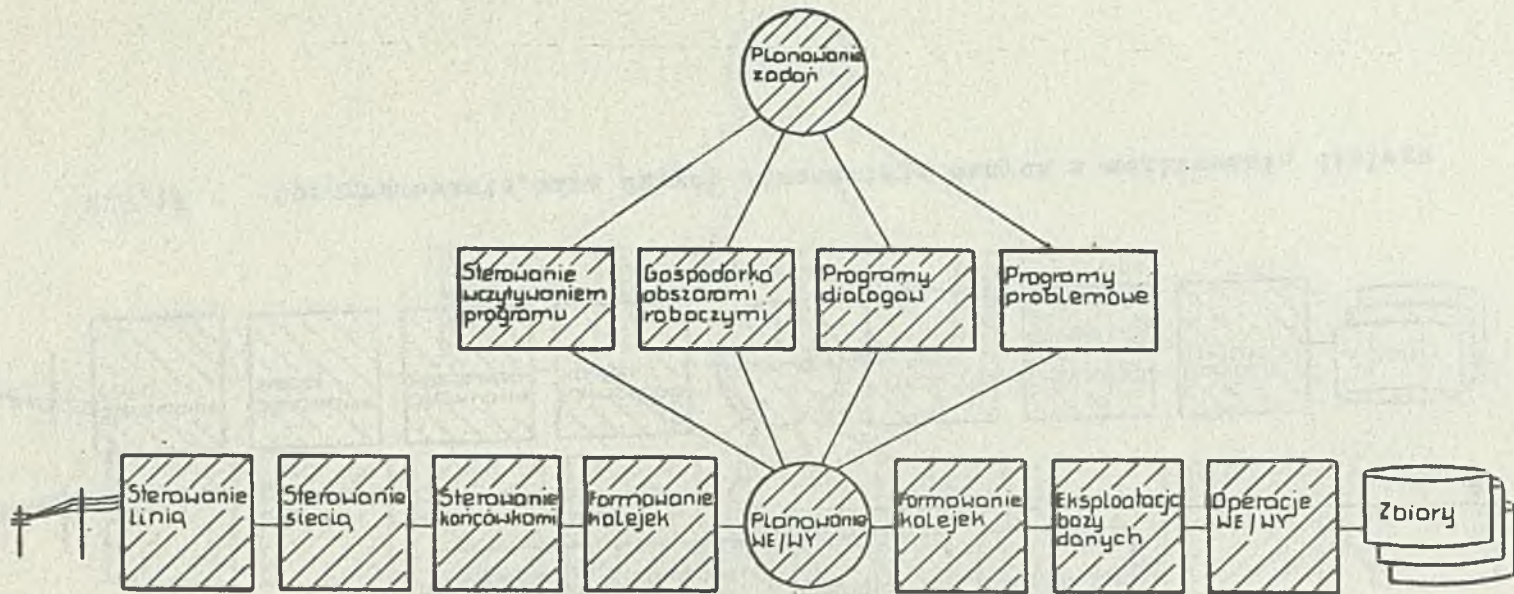 Planowanie
zadań
Sterowanie
wczytywaniem
programu
Gospodarka
obszarami
roboczymi
Programy
dialogów
Programy
problemowe
Sterowanie
linią
Sterowanie
siecią
Sterowanie
końcówkami
Formowanie
kolejek
Planowanie
WE/WY
Formowanie
kolejek
Eksploatacja
bazy
danych
Operacje
WE/WY
Zbiory